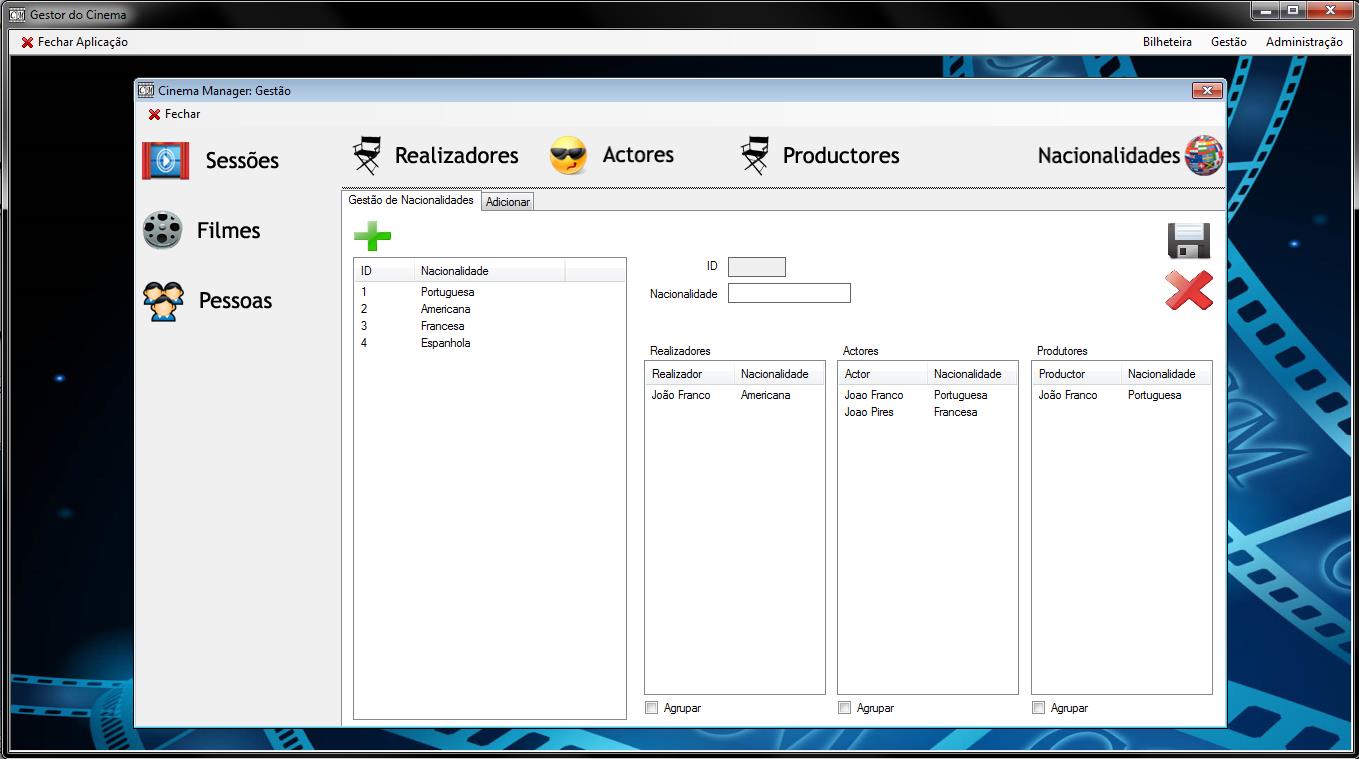 Gestor do Cinema
Fechar Aplicação Bilheteira Gestão Administração
Cinema Manager: Gestão
Fechar
Sessões Realizadores Actores Productores Nacionalidades
Gestão de Nacionalidades Adicionar
Filmes
Pessoas
ID Nacionalidade
1 Portuguesa
2 Americana
3 Francesa
4 Espanhola
ID
Nacionalidade
Realizadores
Realizador Nacionalidade
João Franco Americana
Agrupar
Actores
Actor Nacionalidade
Joao Franco Portuguesa
Joao Pires Francesa
Agrupar
Produtores
Productor Nacionalidade
João Franco Portuguesa
Agrupar